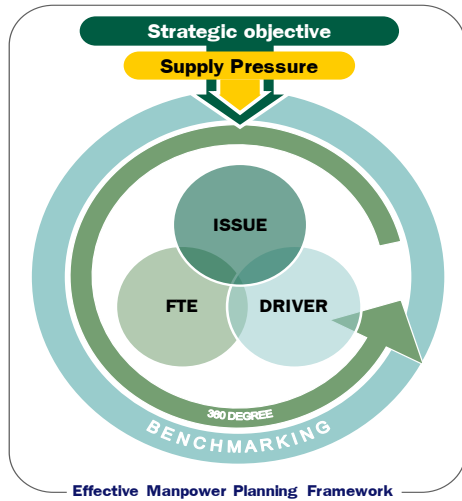 Strategic objective
Supply Pressure
ISSUE
FTE
DRIVER
360 DEGREE
BENCHMARKING
Effective Manpower Planning Framework